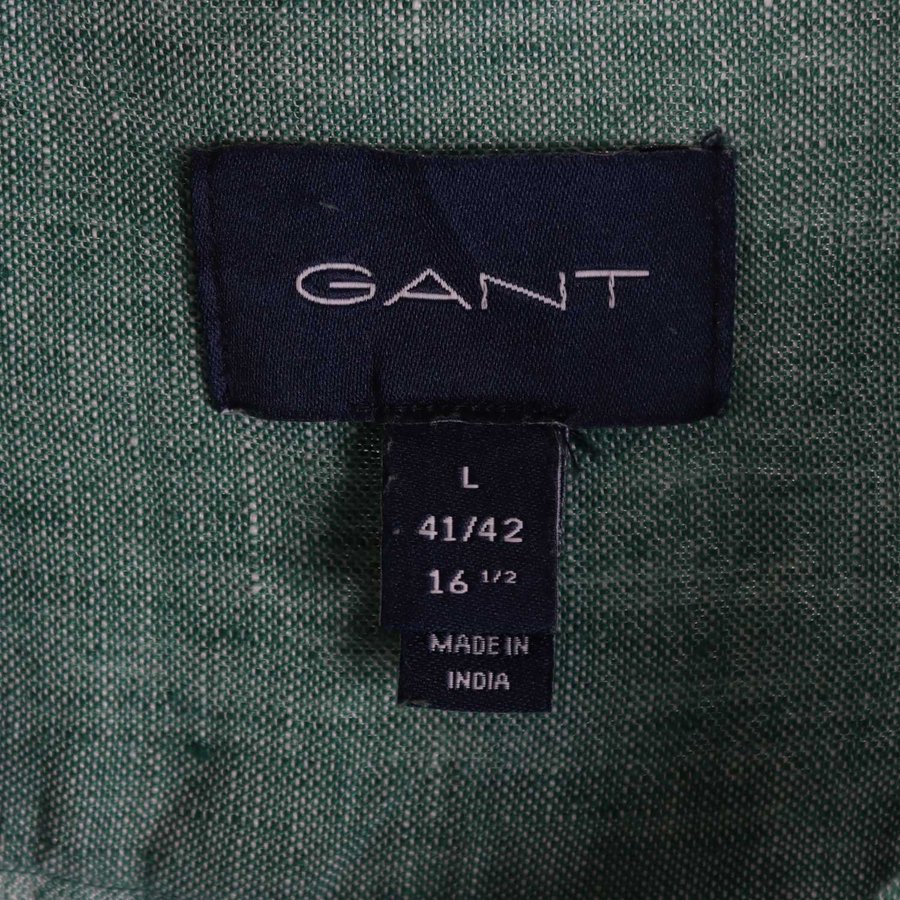 GANT
L
41/42
16 1/2
MADE IN
INDIA